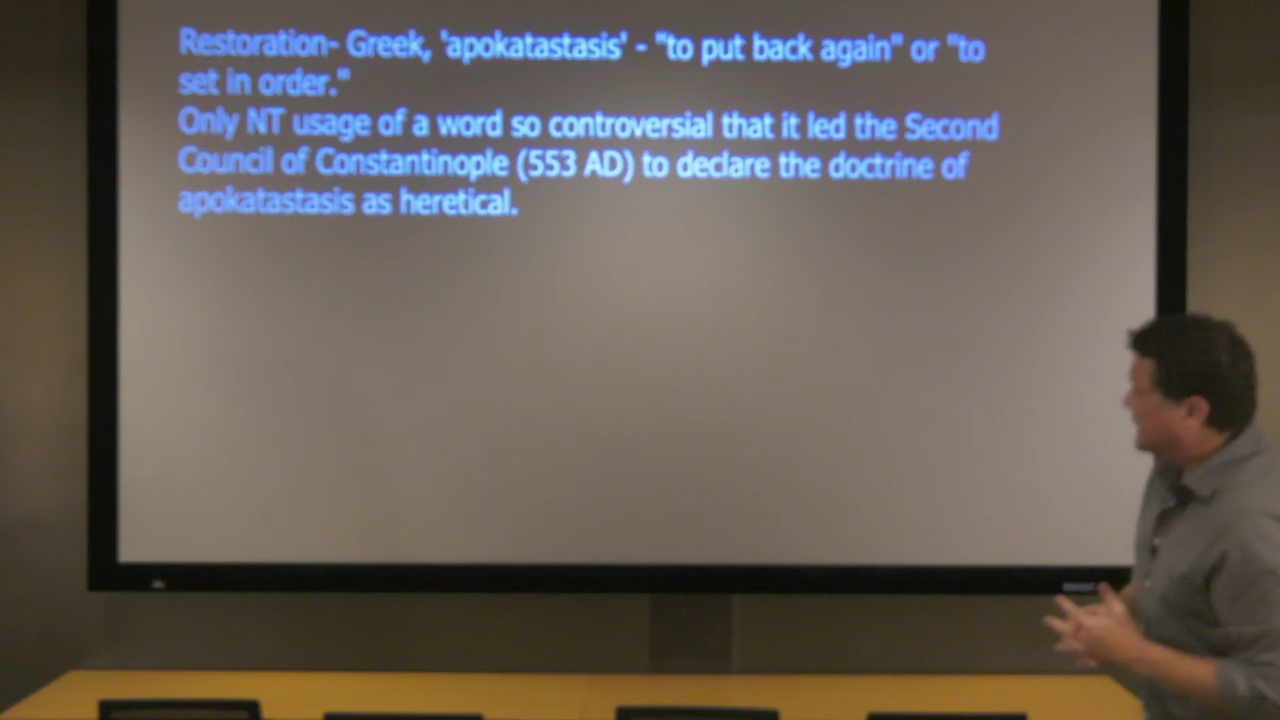 Restoration- Greek, 'apokatastasis' - "to put back again" or "to
set in order."
Only NT usage of a word so controversial that it led the Second
Council of Constantinople (553 AD) to declare the doctrine of
apokatastasis as heretical.